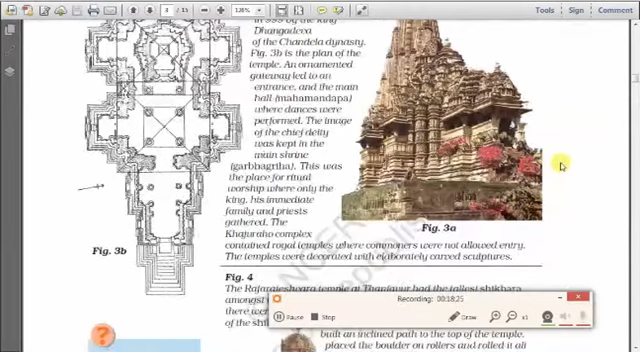 Tools
Sign
Comment
126%
in 999 by the king
Dhangadeva
of the Chandela dynasty.
Fig. 3b is the plan of the
temple. An ornamented
gateway led to an
entrance, and the main
hall (mahamandapa)
where dances were
performed. The image
of the chief deity
was kept in the
main shrine
(garbhagriha). This was
the place for ritual
worship where only the
king, his immediate
family and priests
gathered. The
Khajuraho complex
contained royal temples where commoners were not allowed entry.
The temples were decorated with elaborately carved sculptures.
Fig. 3a
Fig. 3b
Fig. 4
The Rajarajeshvara temple at Thanjavur had the tallest shikhara
amongst
there were
of the
Recording: 00:18:25
Pause
Stop
Draw
x1
?
built an inclined path to the top of the temple,
placed the boulder on rollers and rolled it all